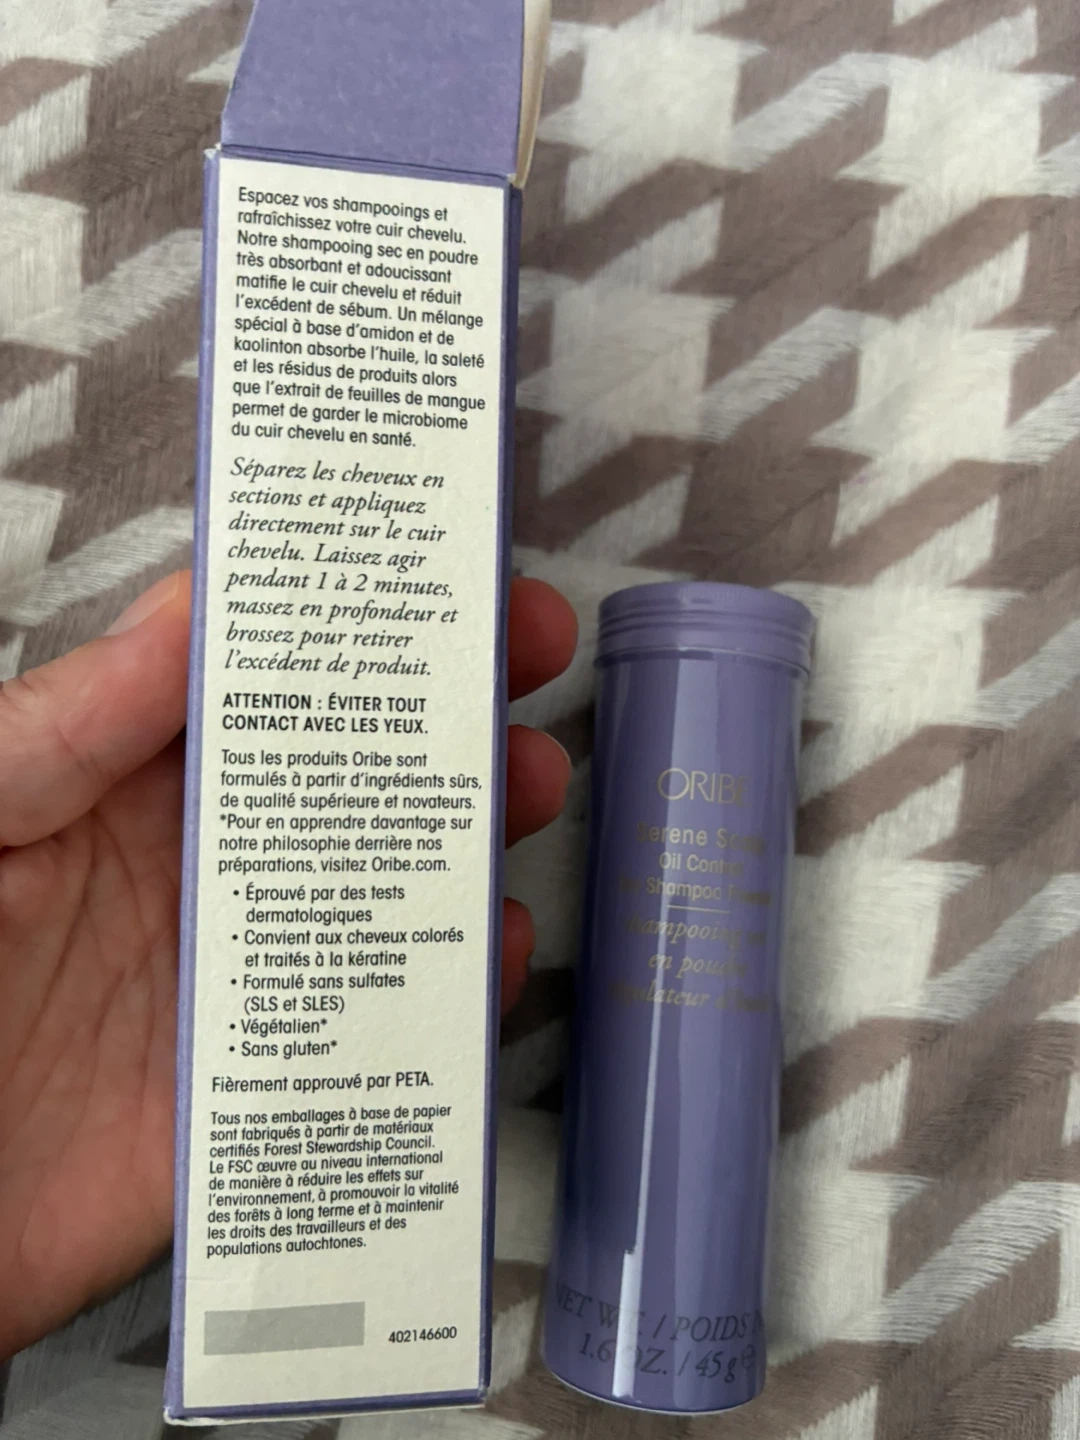 Espacez vos shampooings et
rafraîchissez votre cuir chevelu.
Notre shampooing sec en poudre
très absorbant et adoucissant
matifie le cuir chevelu et réduit
l'excédent de sébum. Un mélange
spécial à base d'amidon et de
kaolinton absorbe l'huile, la saleté
et les résidus de produits alors
que l'extrait de feuilles de mangue
permet de garder le microbiome
du cuir chevelu en santé.
Séparez les cheveux en
sections et appliquez
directement sur le cuir
chevelu. Laissez agir
pendant 1 à 2 minutes,
massez en profondeur et
brossez pour retirer
l'excédent de produit.
ATTENTION : ÉVITER TOUT
CONTACT AVEC LES YEUX.
Tous les produits Oribe sont
formulés à partir d'ingrédients sûrs,
de qualité supérieure et novateurs.
*Pour en apprendre davantage sur
notre philosophie derrière nos
préparations, visitez Oribe.com.
• Éprouvé par des tests
dermatologiques
• Convient aux cheveux colorés
et traités à la kératine
• Formulé sans sulfates
(SLS et SLES)
• Végétalien*
• Sans gluten*
Fièrement approuvé par PETA.
Tous nos emballages à base de papier
sont fabriqués à partir de matériaux
certifiés Forest Stewardship Council.
Le FSC œuvre au niveau international
de manière à réduire les effets sur
l'environnement, à promouvoir la vitalité
des forêts à long terme et à maintenir
les droits des travailleurs et des
populations autochtones.
402146600
ORIBE
Serene Scalp
Oil Control
Shampoo
shampooing
en poudre
NET WT. / POIDS
1.6 OZ. / 45 g ℮